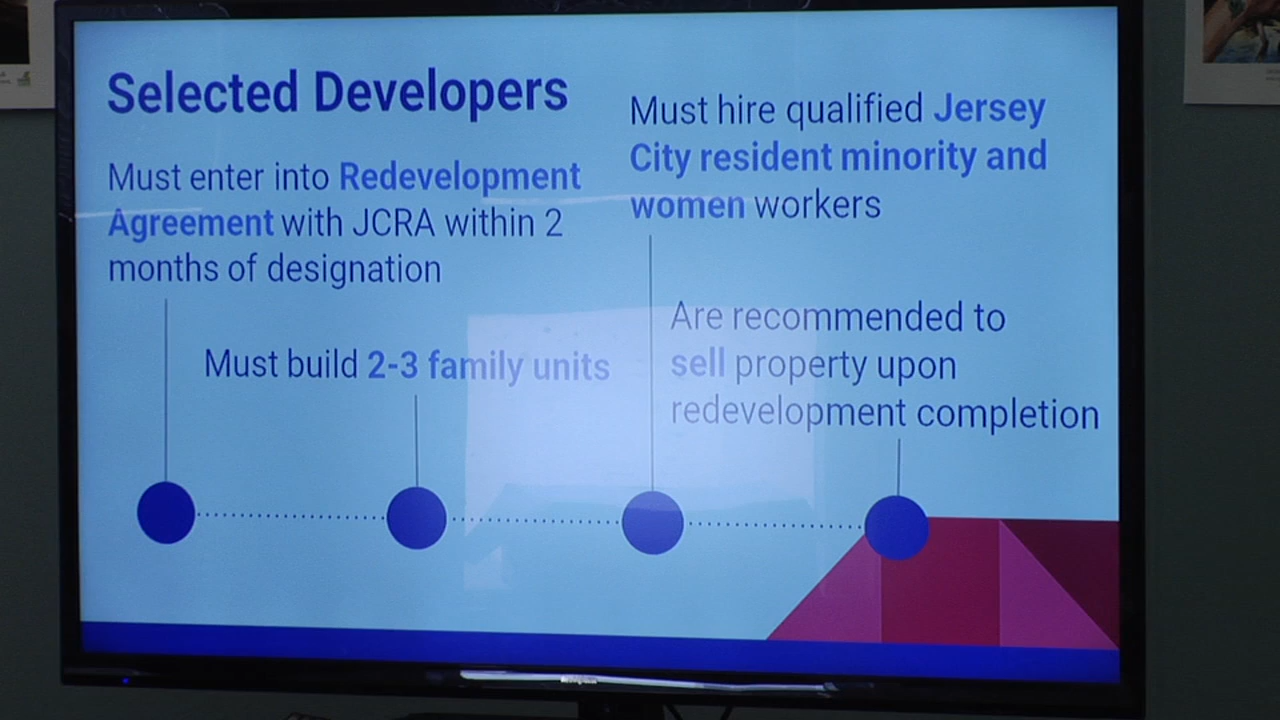 Selected Developers
Must enter into Redevelopment
Agreement with JCRA within 2
months of designation
Must build 2-3 family units
Must hire qualified Jersey
City resident minority and
women workers
Are recommended to
sell property upon
redevelopment completion